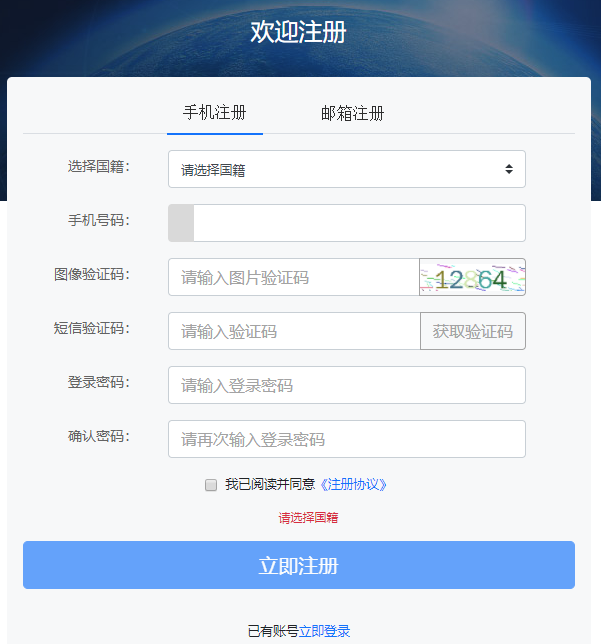 欢迎注册
手机注册 邮箱注册
选择国籍： 请选择国籍
手机号码：
图像验证码： 请输入图片验证码 12864
短信验证码： 请输入验证码 获取验证码
登录密码： 请输入登录密码
确认密码： 请再次输入登录密码
我已阅读并同意《注册协议》
请选择国籍
立即注册
已有账号立即登录